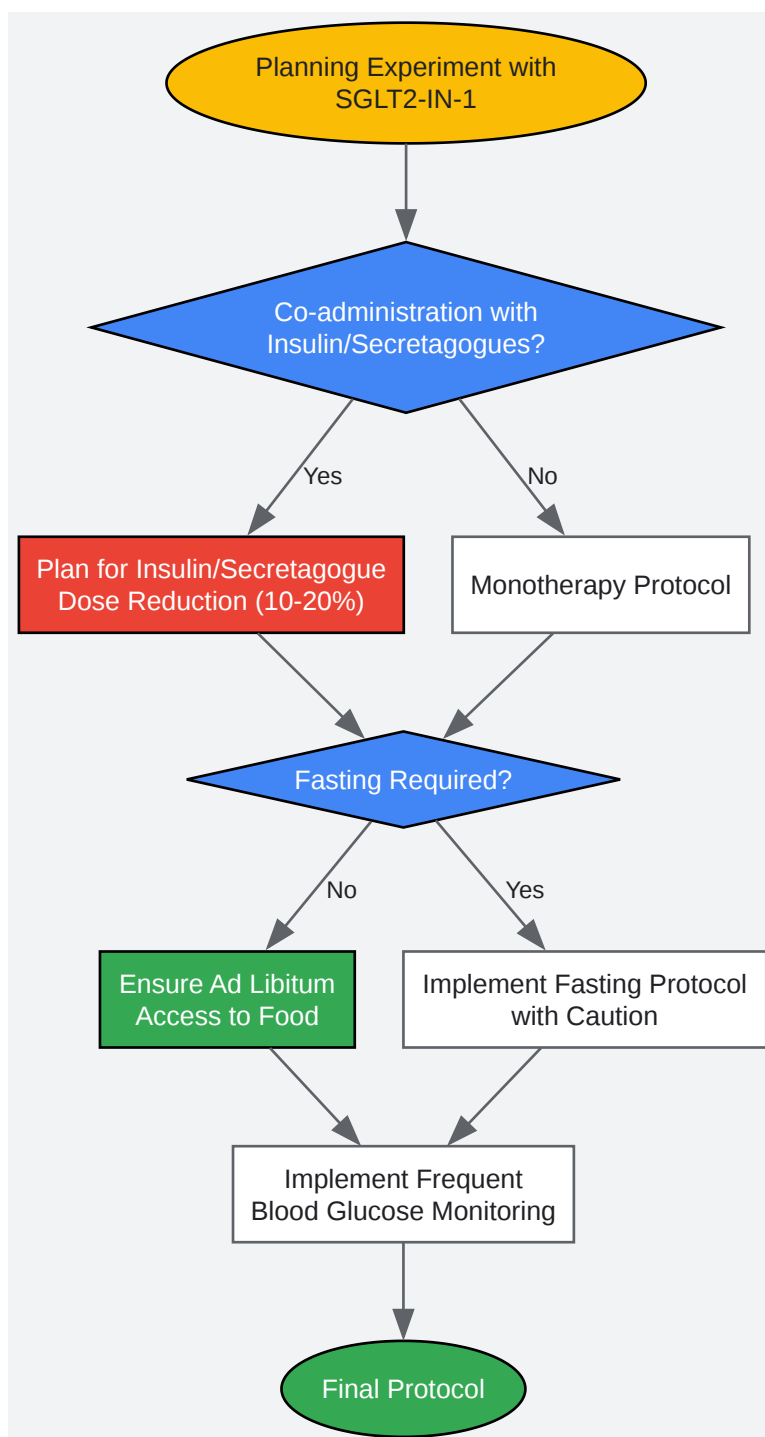 Planning Experiment with
SGLT2-IN-1
Co-administration with
Insulin/Secretagogues?
Yes
No
Plan for Insulin/Secretagogue
Dose Reduction (10-20%)
Monotherapy Protocol
Fasting Required?
No
Yes
Ensure Ad Libitum
Access to Food
Implement Fasting Protocol
with Caution
Implement Frequent
Blood Glucose Monitoring
Final Protocol